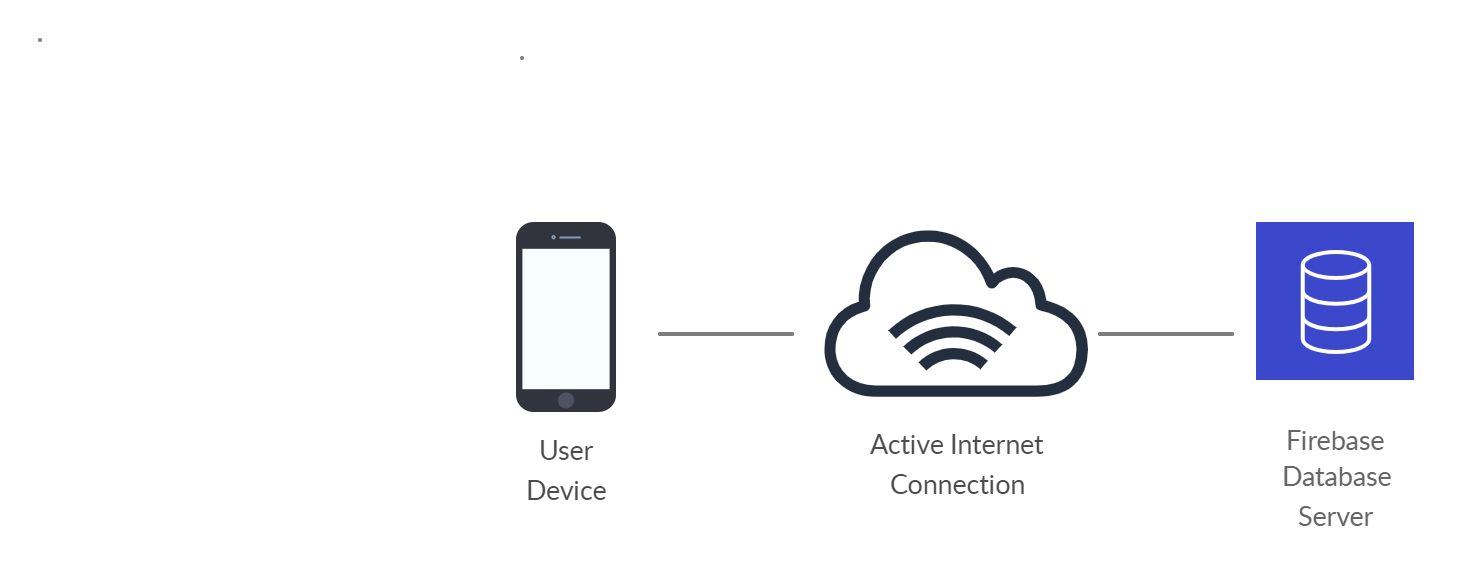 User
Device
Active Internet
Connection
Firebase
Database
Server